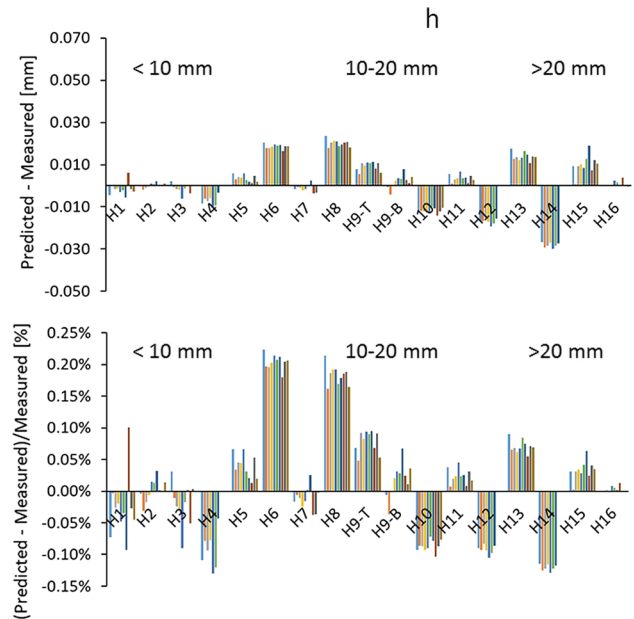 h
Predicted - Measured [mm]
0.070
0.050
0.030
0.010
-0.010
-0.030
-0.050
< 10 mm
10-20 mm
>20 mm
H1
H2
H3
H4
H5
H6
H7
H8
H9-T
H9-B
H10
H11
H12
H13
H14
H15
H16
(Predicted - Measured)/Measured [%]
0.25%
0.20%
0.15%
0.10%
0.05%
0.00%
-0.05%
-0.10%
-0.15%
< 10 mm
10-20 mm
>20 mm
H1
H2
H3
H4
H5
H6
H7
H8
H9-T
H9-B
H10
H11
H12
H13
H14
H15
H16